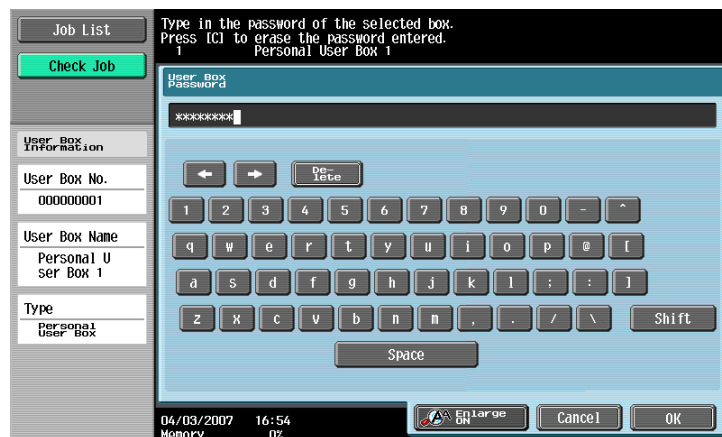 Job List
Check Job
Type in the password of the selected box.
Press [C] to erase the password entered.
1 Personal User Box 1
User Box
Password
********
User Box
Information
User Box No.
000000001
User Box Name
Personal U
ser Box 1
Type
Personal
User Box
← →
De-
lete
1 2 3 4 5 6 7 8 9 0 - ^
q w e r t y u i o p @ [
a s d f g h j k l ; : ]
z x c v b n m , . / \ Shift
Space
04/03/2007 16:54
Memory 0%
Enlarge
ON
Cancel
OK